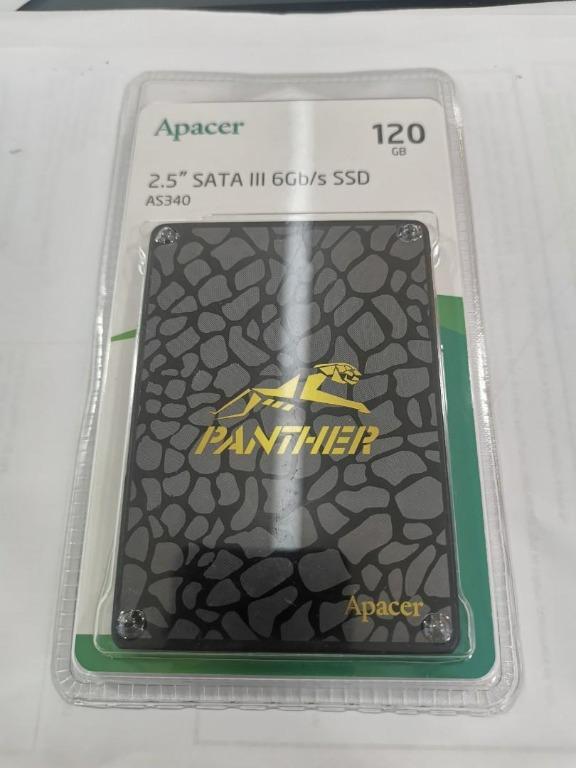 Apacer
120
GB
2.5” SATA III 6Gb/s SSD
AS340
PANTHER
Apacer